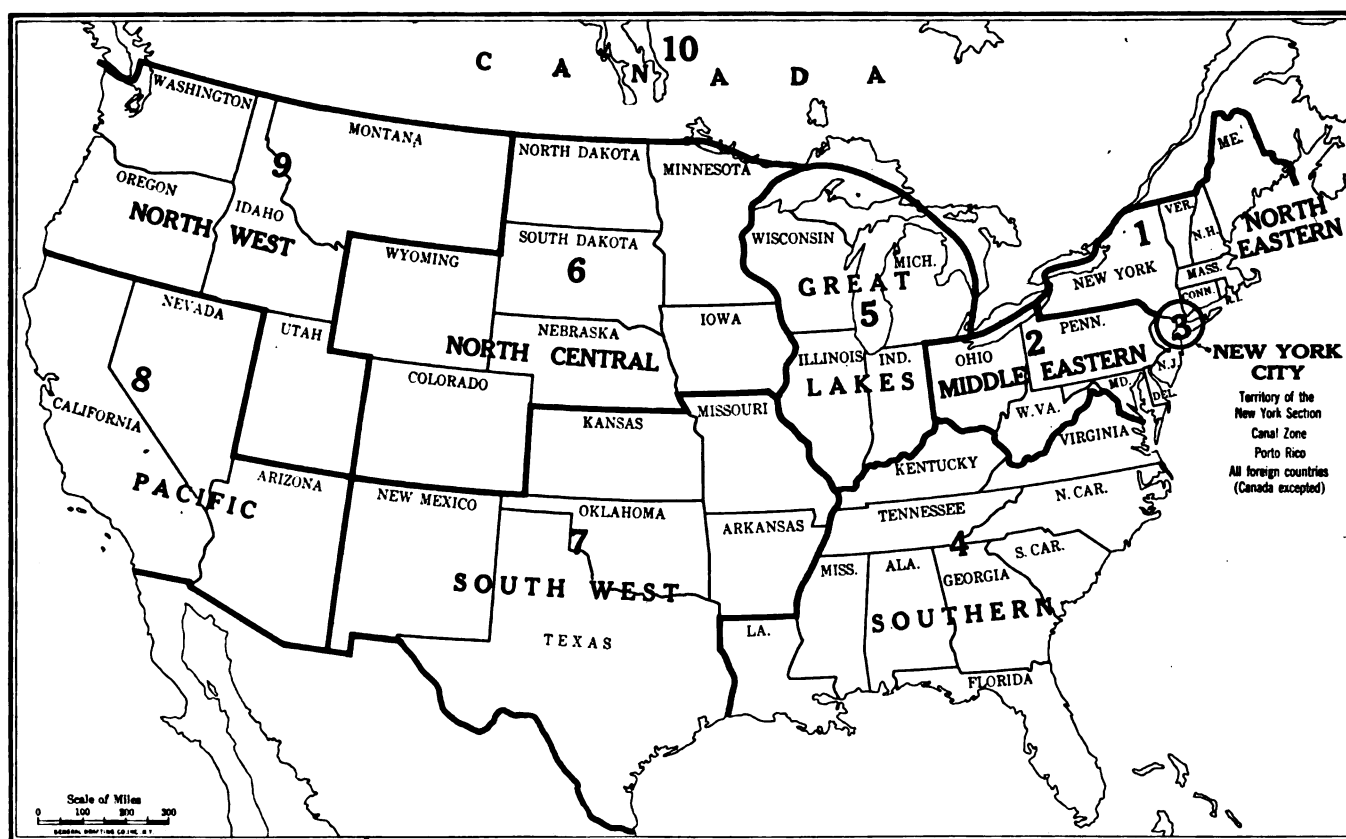 C A N A D A
10
WASHINGTON
MONTANA
NORTH DAKOTA
MINNESOTA
ME.
9
OREGON
IDAHO
NORTH WEST
WYOMING
SOUTH DAKOTA
6
WISCONSIN
MICH.
GREAT
5
LAKES
VER.
N.H.
1
NEW YORK
MASS.
CONN.
R.I.
NORTH
EASTERN
NEVADA
UTAH
NEBRASKA
NORTH CENTRAL
IOWA
ILLINOIS
IND.
OHIO
2
PENN.
MIDDLE EASTERN
3
N.J.
MD.
DEL.
W.VA.
VIRGINIA
NEW YORK
CITY
Territory of the
New York Section
Canal Zone
Porto Rico
All foreign countries
(Canada excepted)
8
CALIFORNIA
PACIFIC
COLORADO
KANSAS
MISSOURI
KENTUCKY
ARIZONA
NEW MEXICO
OKLAHOMA
7
SOUTH WEST
TEXAS
ARKANSAS
TENNESSEE
N. CAR.
4
S. CAR.
MISS.
ALA.
GEORGIA
SOUTHERN
LA.
FLORIDA
Scale of Miles
0 100 200 300
GENERAL DRAFTING CO. INC. N.Y.